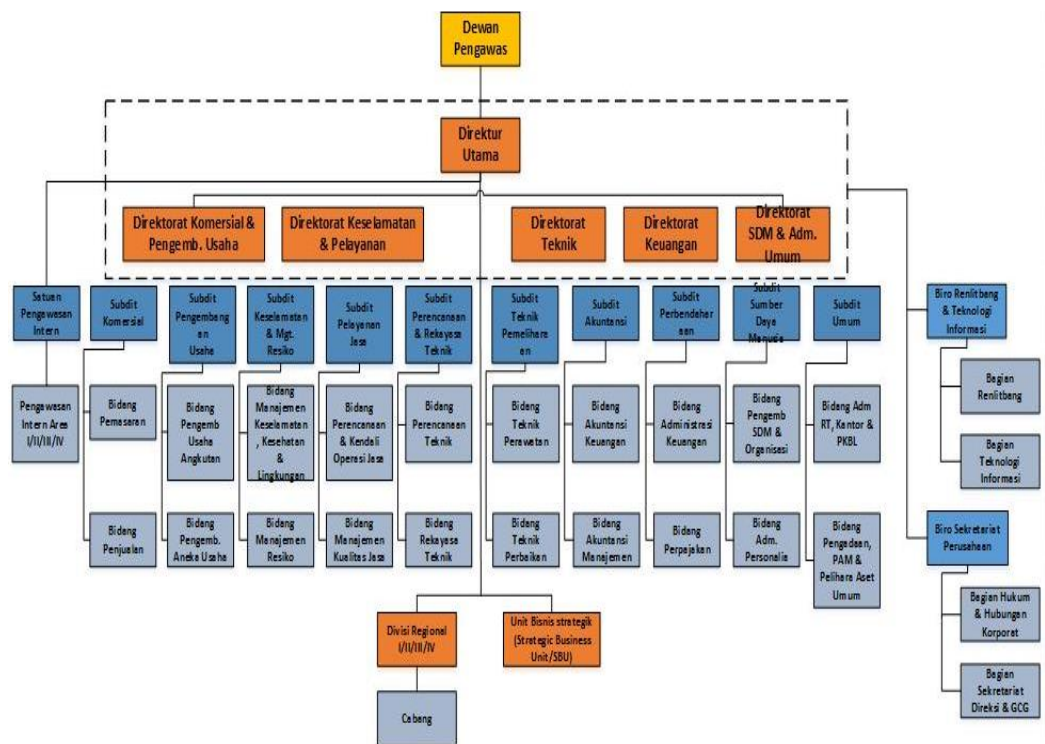 Dewan
Pengawas
Direktur
Utama
Direktorat Komersial &
Pengemb. Usaha
Direktorat Keselamatan
& Pelayanan
Direktorat
Teknik
Direktorat
Keuangan
Direktorat
SDM & Adm.
Umum
Satuan
Pengawasan
Intern
Subdit
Komersial
Subdit
Pengembang
an
Usaha
Subdit
Keselamatan
& Mgt.
Resiko
Subdit
Pelayanan
Jasa
Subdit
Perencanaan
& Rekayasa
Teknik
Subdit
Teknik
Pemelihara
an
Subdit
Akuntansi
Subdit
Perbendaha
raan
Subdit
Sumber
Daya
Manusia
Subdit
Umum
Biro Renlitbang
& Teknologi
Informasi
Pengawasan
Intern Area
I/II/III/IV
Bidang
Pemasaran
Bidang
Pengemb
Usaha
Angkutan
Bidang
Manajemen
Keselamatan
, Kesehatan
&
Lingkungan
Bidang
Perencanaan
& Kendali
Operasi Jasa
Bidang
Perencanaan
Teknik
Bidang
Teknik
Perawatan
Bidang
Akuntansi
Keuangan
Bidang
Administrasi
Keuangan
Bidang
Pengemb
SDM &
Organisasi
Bidang Adm
RT, Kantor &
PKBL
Bagian
Renlitbang
Bagian
Teknologi
Informasi
Bidang
Penjualan
Bidang
Pengemb.
Aneka Usaha
Bidang
Manajemen
Resiko
Bidang
Manajemen
Kualitas Jasa
Bidang
Rekayasa
Teknik
Bidang
Teknik
Perbaikan
Bidang
Akuntansi
Manajemen
Bidang
Perpajakan
Bidang
Adm.
Personalia
Bidang
Pengadaan,
PAM &
Pelihara Aset
Umum
Biro Sekretariat
Perusahaan
Bagian Hukum
& Hubungan
Korporat
Bagian
Sekretariat
Direksi & GCG
Divisi Regional
I/II/III/IV
Unit Bisnis strategik
(Strategic Business
Unit/SBU)
Cabang